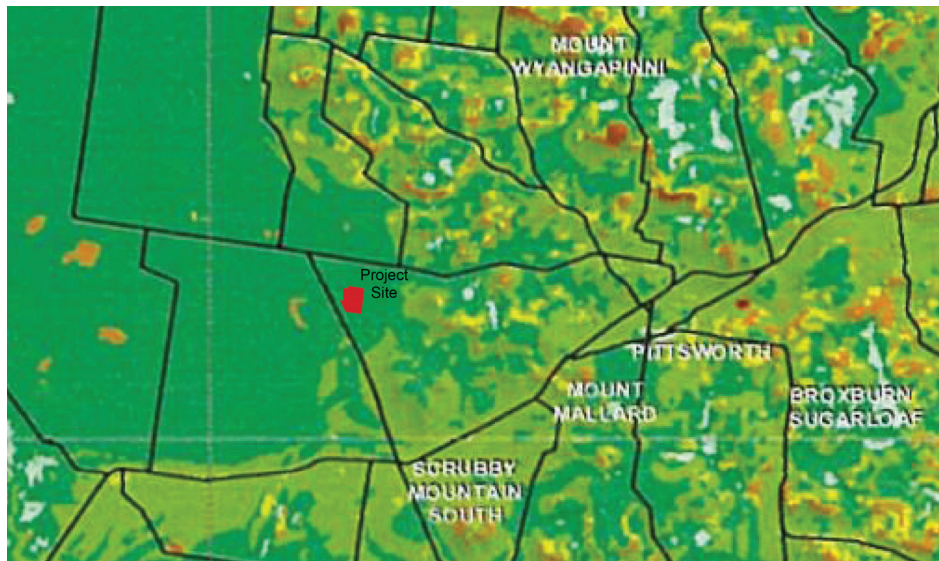 MOUNT
WYANGAPINNI
Project
Site
PITTSWORTH
MOUNT
MALLARD
BROXBURN
SUGARLOAF
SCRUBBY
MOUNTAIN
SOUTH